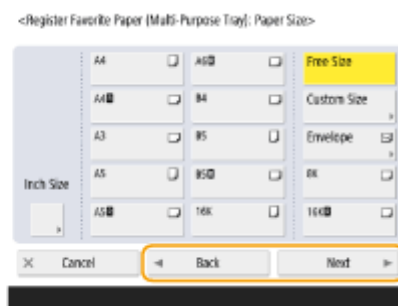 <Register Favorite Paper (Multi-Purpose Tray): Paper Size>
A4 A6R Free Size
A4R B4 Custom Size
A3 B5 Envelope
Inch Size A5 B5R 8K
A5R 16K 16KR
Cancel Back Next